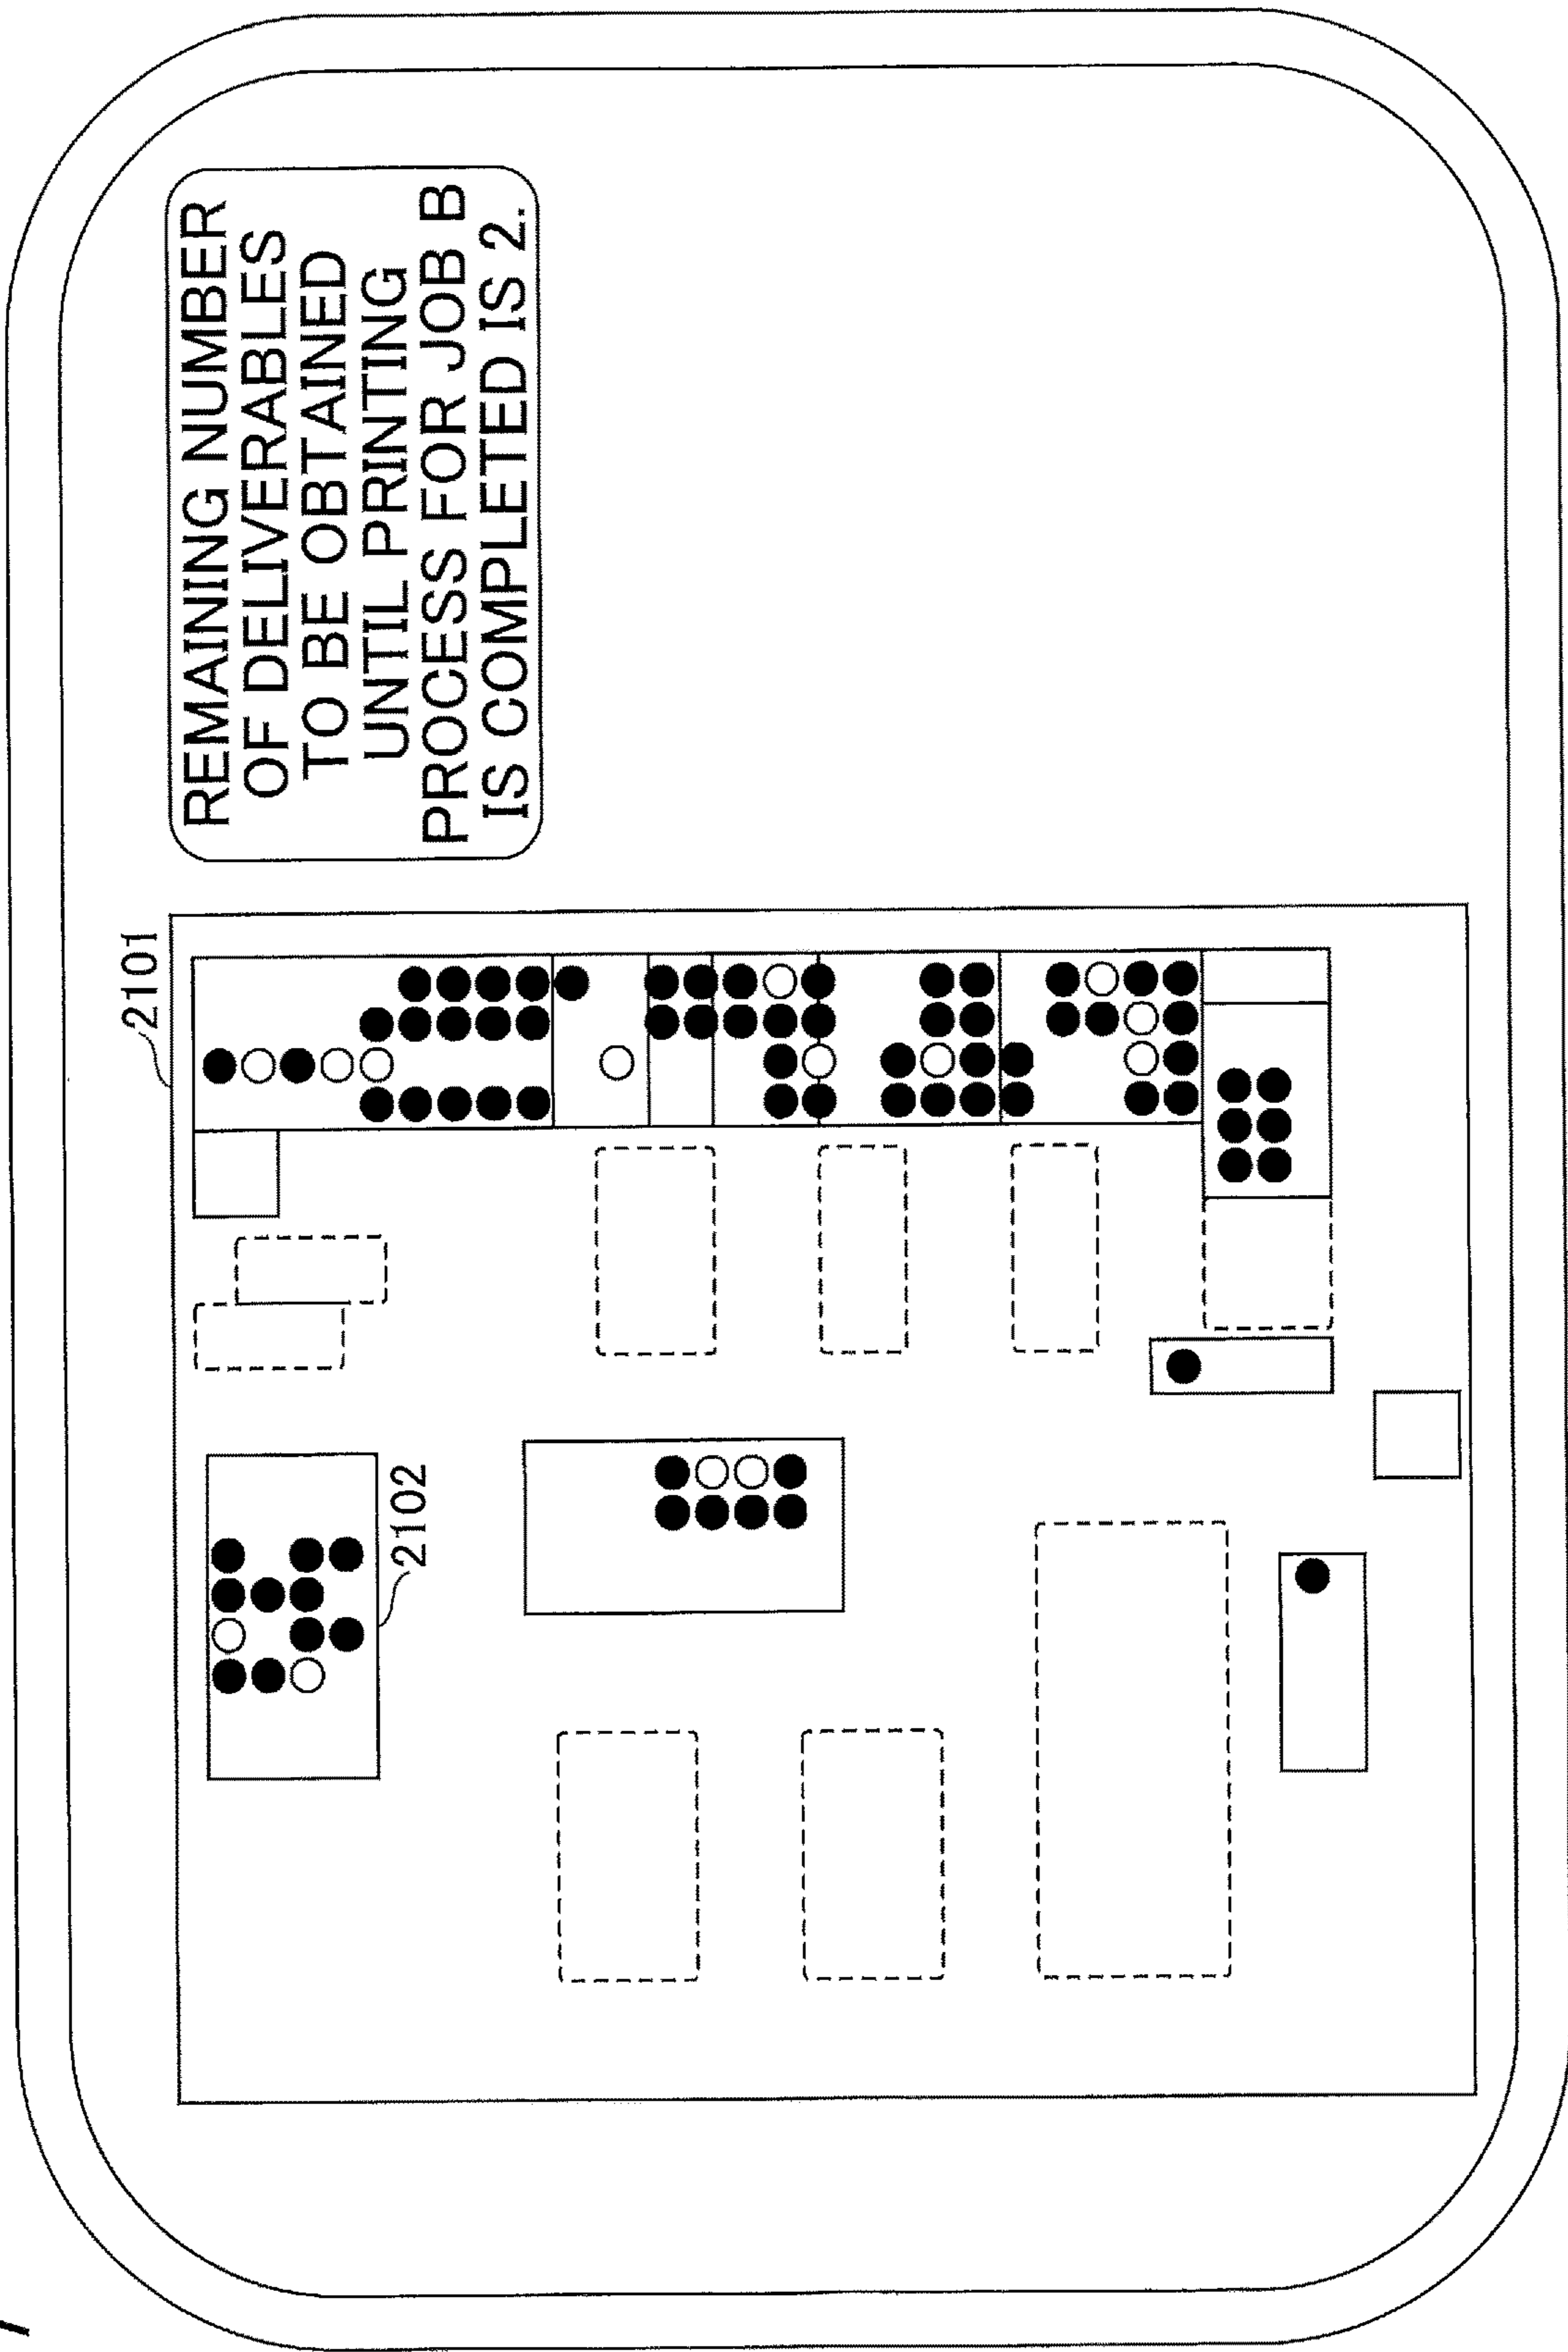 REMAINING NUMBER
OF DELIVERABLES
TO BE OBTAINED
UNTIL PRINTING
PROCESS FOR JOB B
IS COMPLETED IS 2.
2101
2102